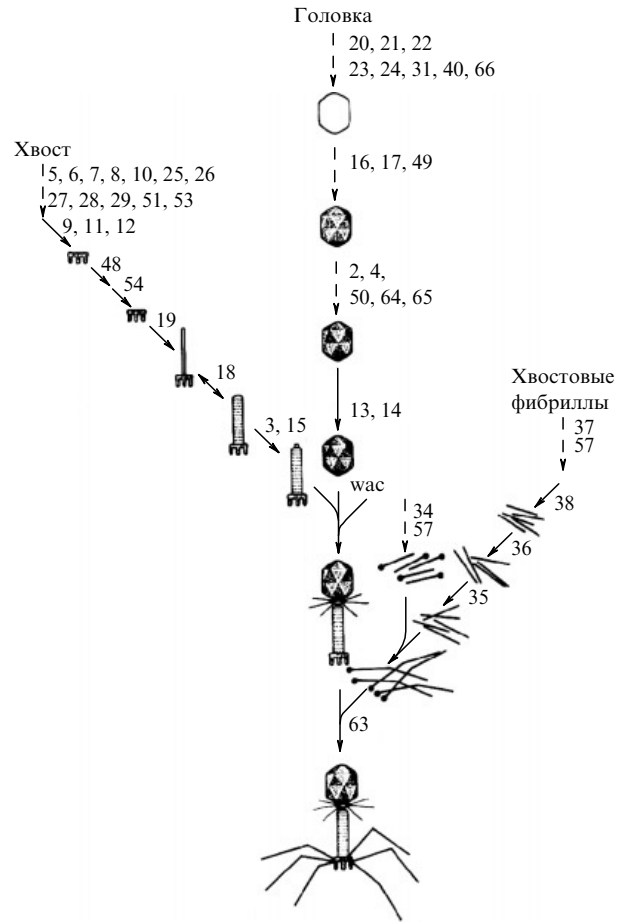 Головка
20, 21, 22
23, 24, 31, 40, 66
16, 17, 49
2, 4,
50, 64, 65
13, 14
wac
Хвост
5, 6, 7, 8, 10, 25, 26
27, 28, 29, 51, 53
9, 11, 12
48
54
19
18
3, 15
Хвостовые
фибриллы
37
57
38
36
35
34
57
63